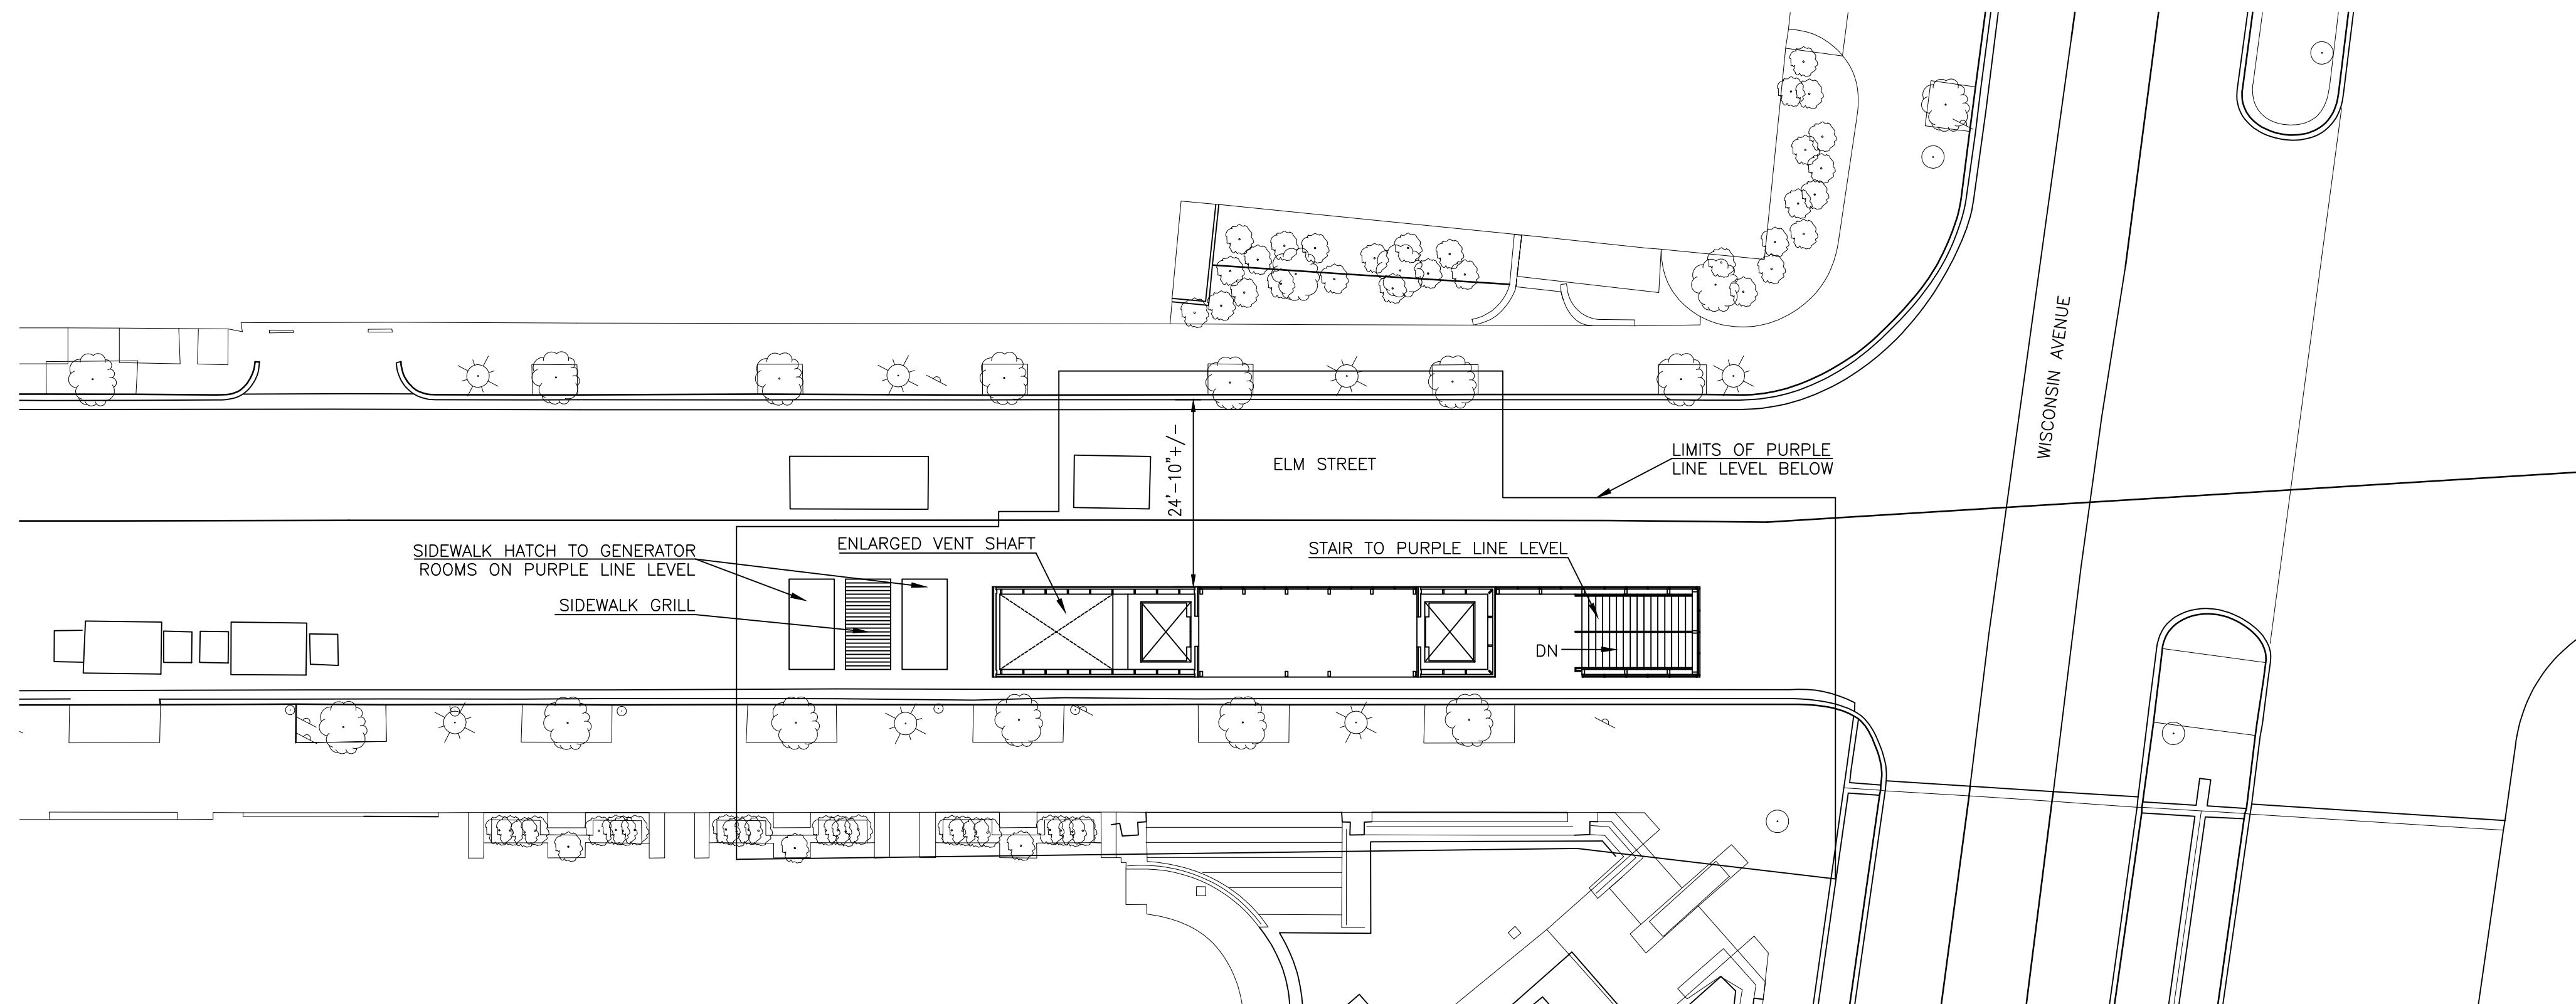 WISCONSIN AVENUE
ELM STREET
24'-10"+/-
LIMITS OF PURPLE
LINE LEVEL BELOW
SIDEWALK HATCH TO GENERATOR
ROOMS ON PURPLE LINE LEVEL
ENLARGED VENT SHAFT
STAIR TO PURPLE LINE LEVEL
SIDEWALK GRILL
DN